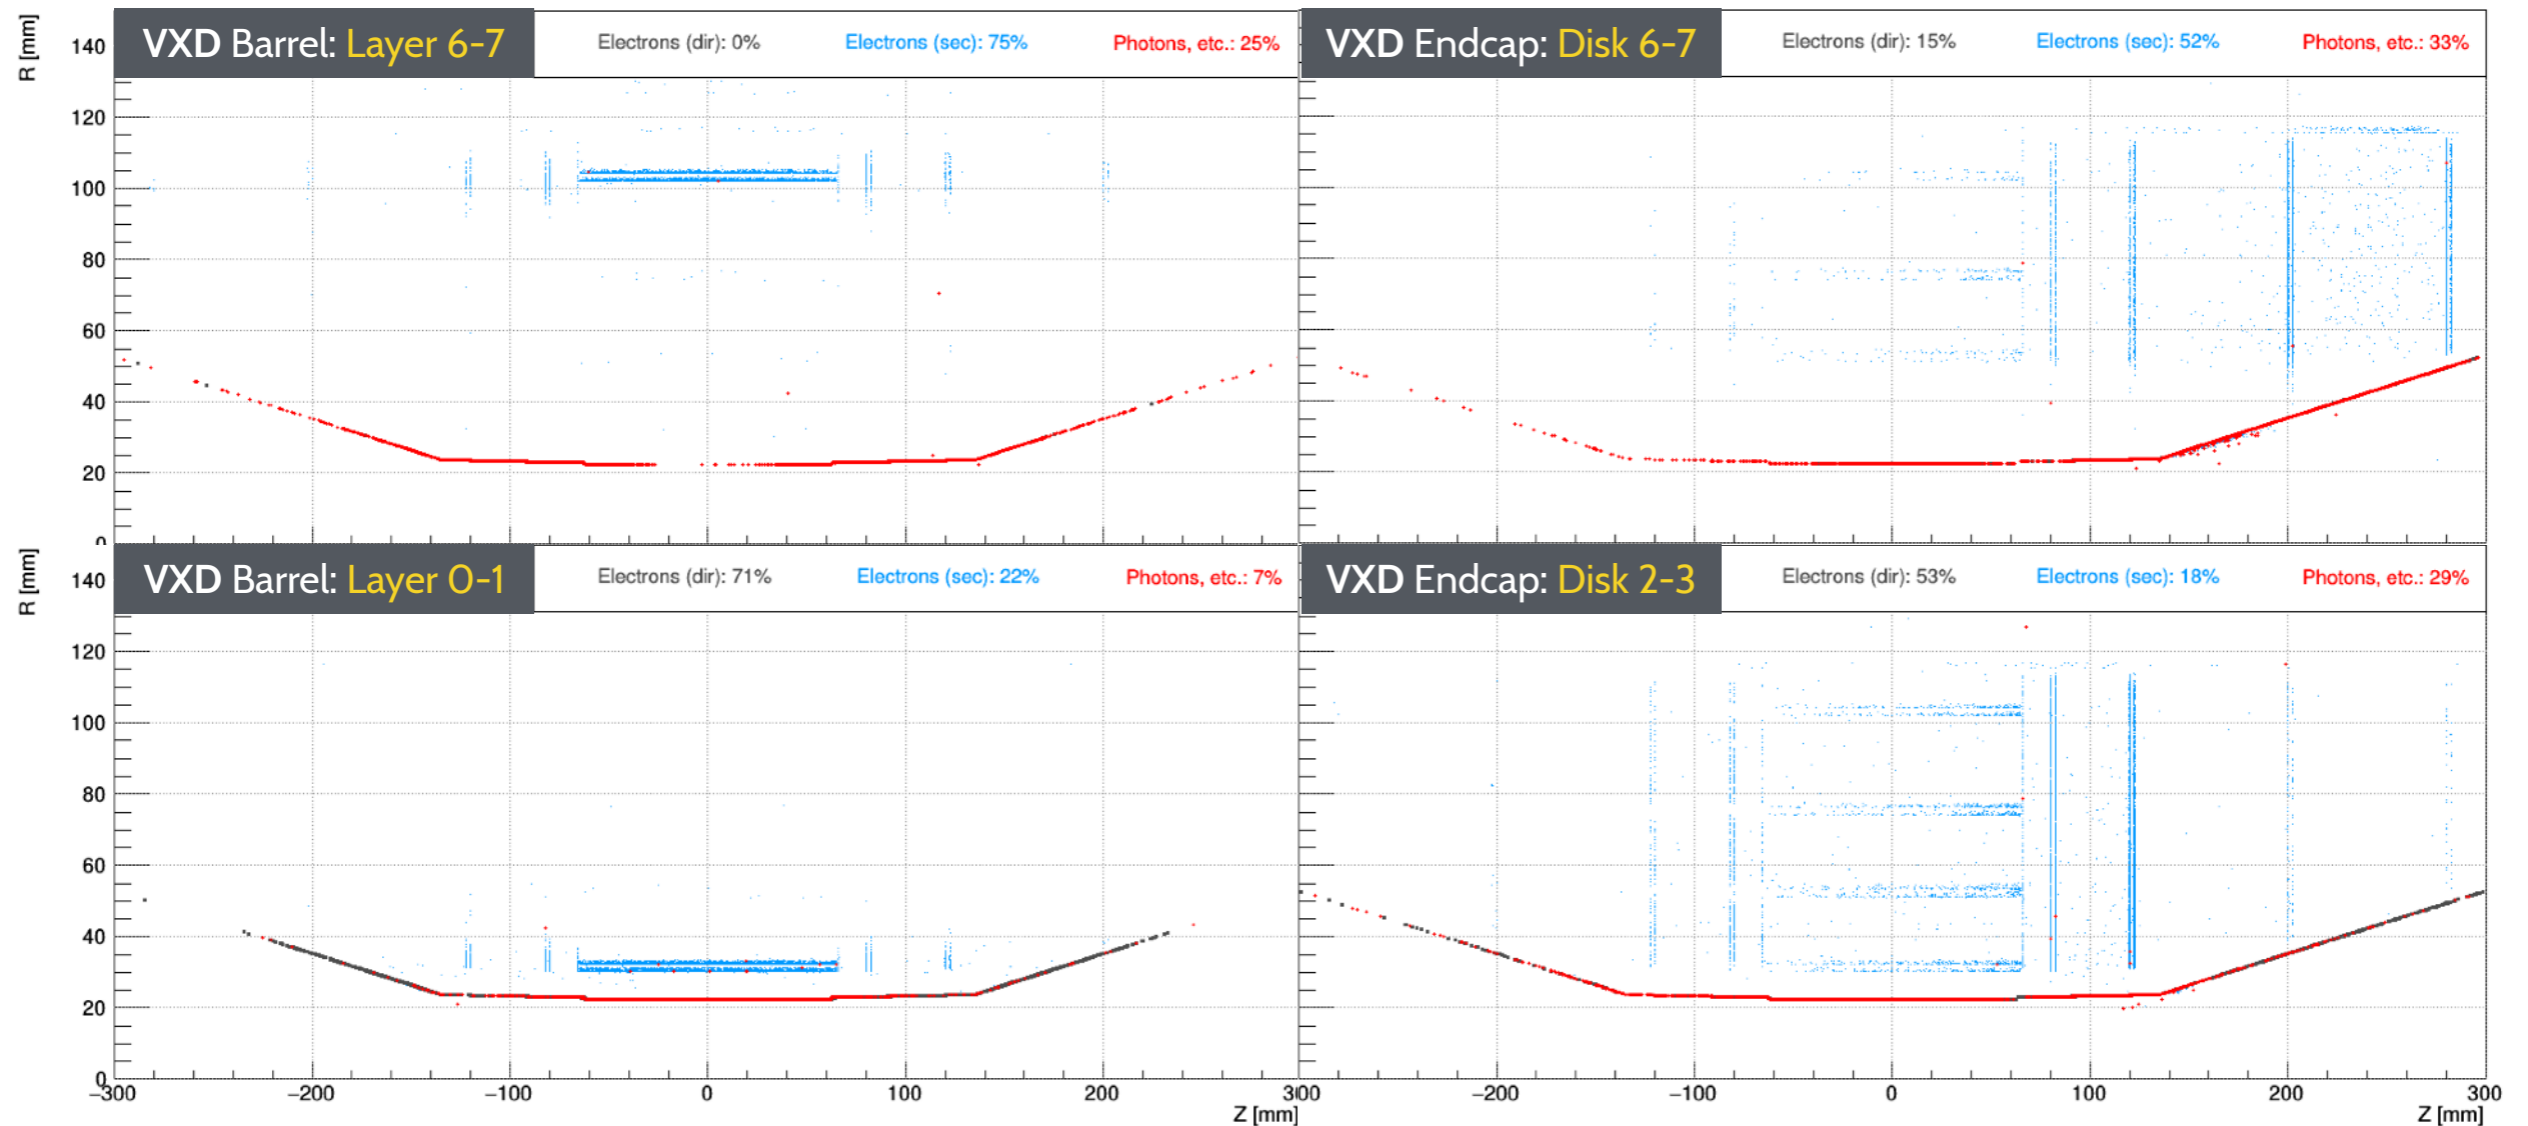 VXD Barrel: Layer 6-7
Electrons (dir): 0%
Electrons (sec): 75%
Photons, etc.: 25%
VXD Endcap: Disk 6-7
Electrons (dir): 15%
Electrons (sec): 52%
Photons, etc.: 33%
R [mm]
140
120
100
80
60
40
20
0
VXD Barrel: Layer 0-1
Electrons (dir): 71%
Electrons (sec): 22%
Photons, etc.: 7%
VXD Endcap: Disk 2-3
Electrons (dir): 53%
Electrons (sec): 18%
Photons, etc.: 29%
R [mm]
140
120
100
80
60
40
20
0
−300 −200 −100 0 100 200 300
Z [mm]
−200 −100 0 100 200 300
Z [mm]